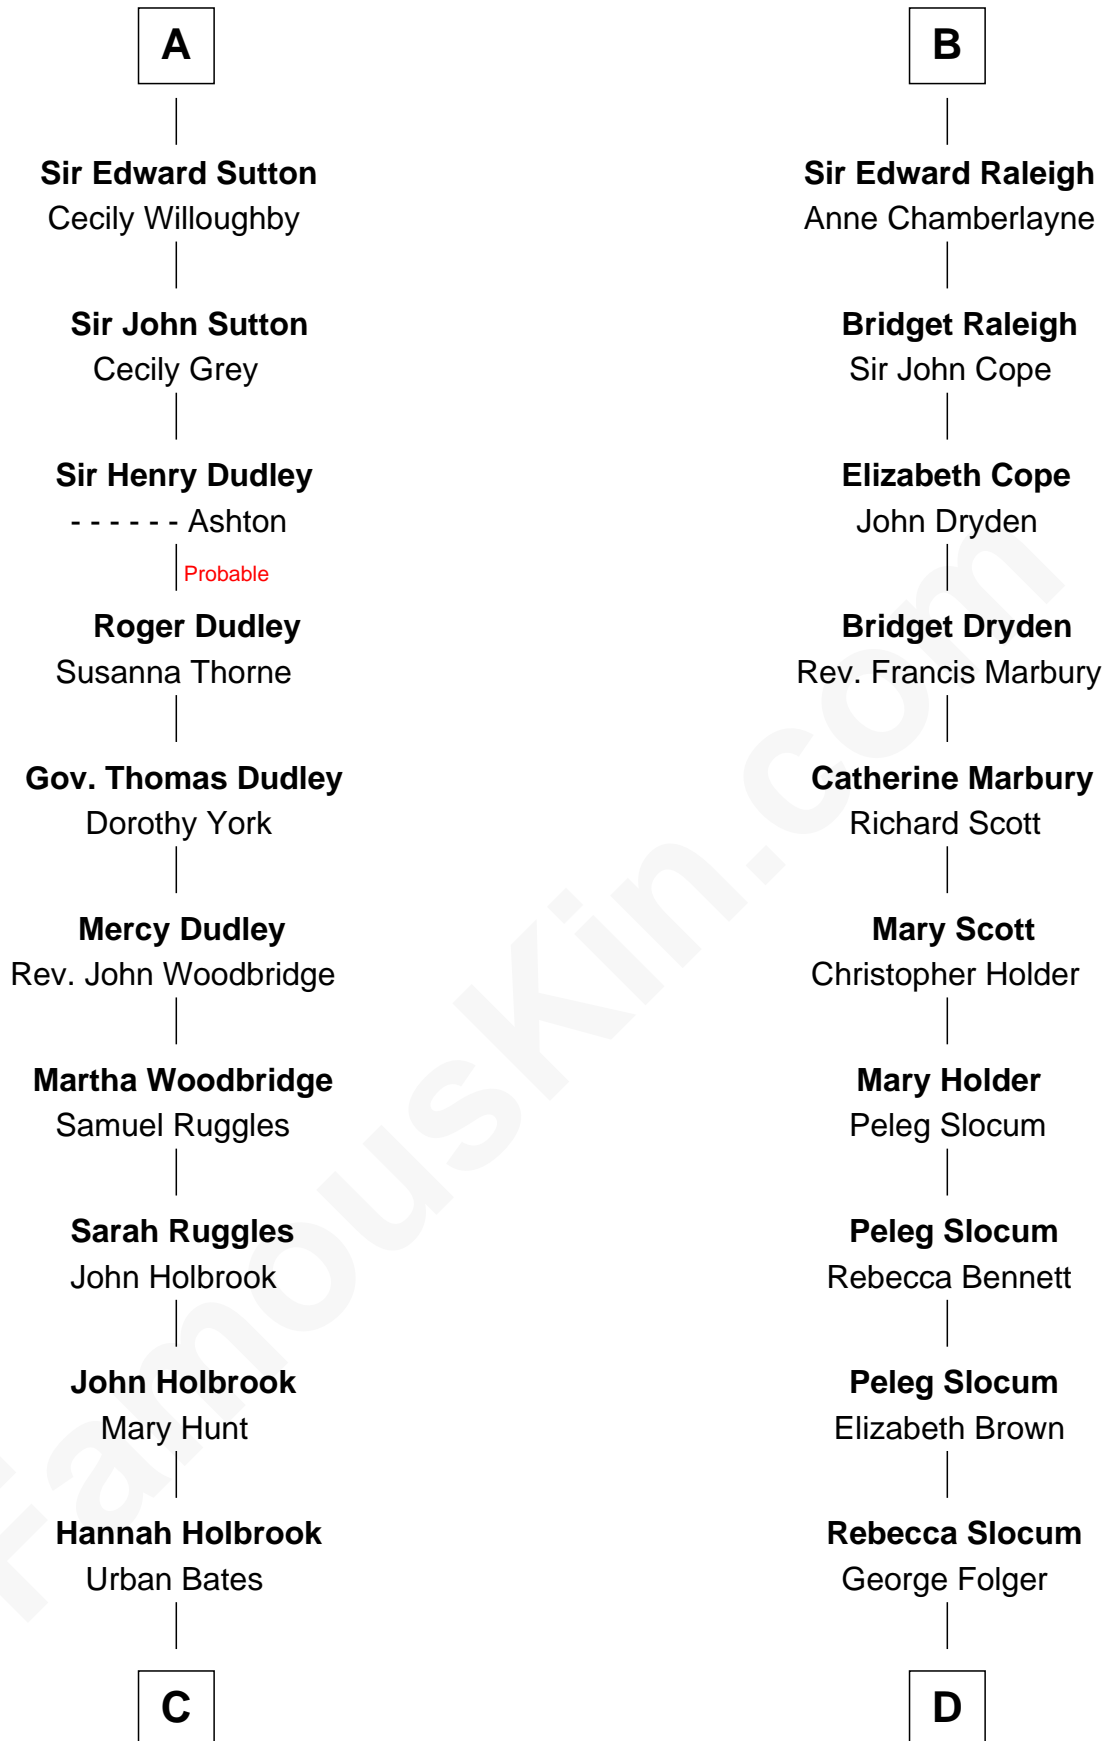 A
Sir Edward Sutton
Cecily Willoughby
Sir John Sutton
Cecily Grey
Sir Henry Dudley
- - - - - - Ashton
Probable
Roger Dudley
Susanna Thorne
Gov. Thomas Dudley
Dorothy York
Mercy Dudley
Rev. John Woodbridge
Martha Woodbridge
Samuel Ruggles
Sarah Ruggles
John Holbrook
John Holbrook
Mary Hunt
Hannah Holbrook
Urban Bates
C
B
Sir Edward Raleigh
Anne Chamberlayne
Bridget Raleigh
Sir John Cope
Elizabeth Cope
John Dryden
Bridget Dryden
Rev. Francis Marbury
Catherine Marbury
Richard Scott
Mary Scott
Christopher Holder
Mary Holder
Peleg Slocum
Peleg Slocum
Rebecca Bennett
Peleg Slocum
Elizabeth Brown
Rebecca Slocum
George Folger
D
FamousKin.com